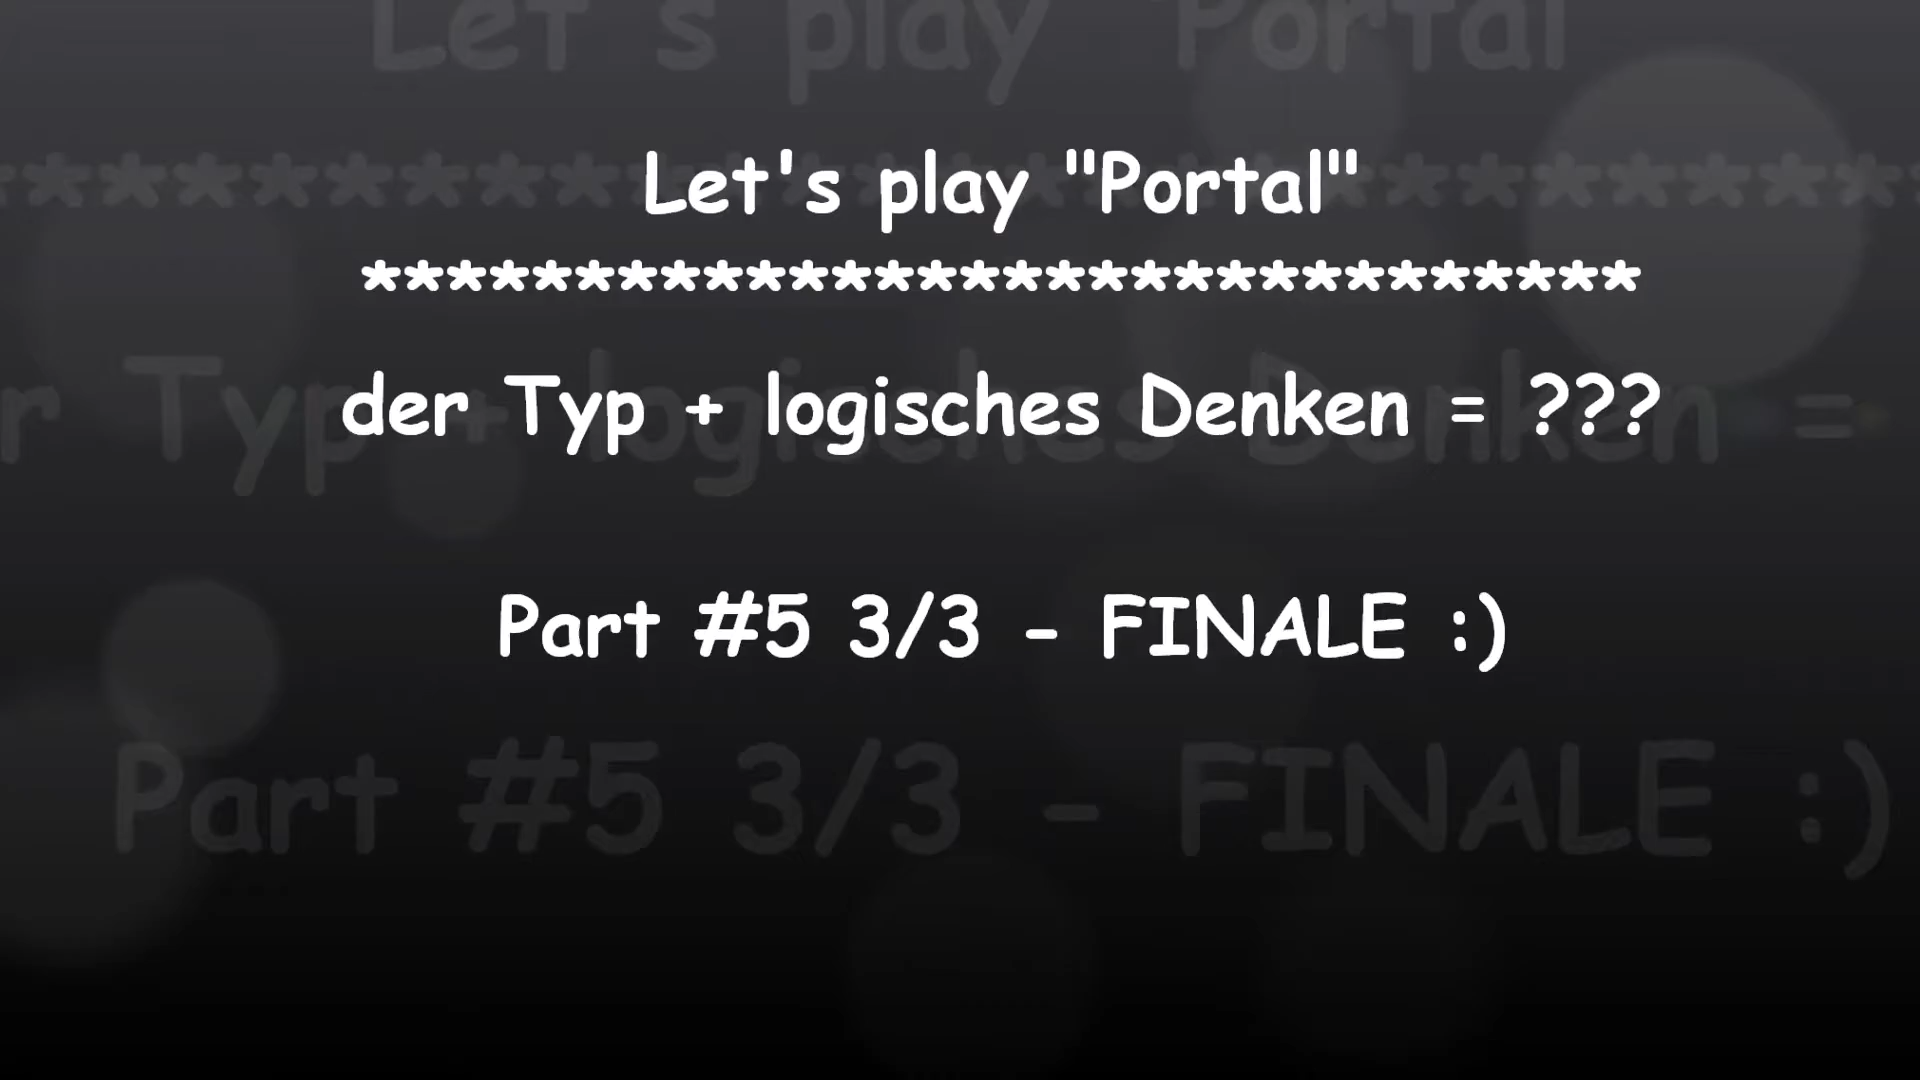 Let's play "Portal"
******************************
der Typ + logisches Denken = ???
Part #5 3/3 - FINALE :)